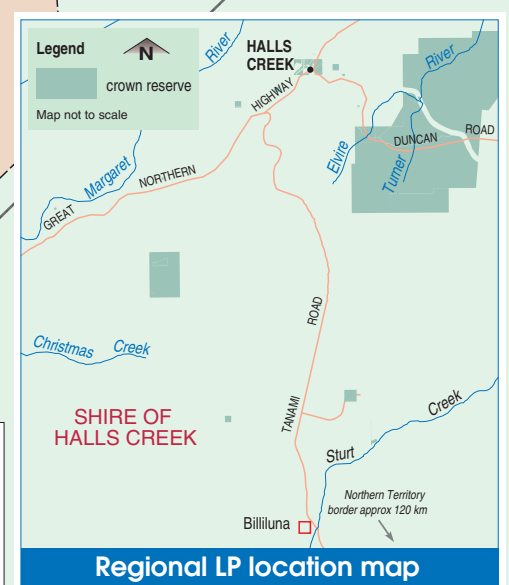 Legend
N
crown reserve
Map not to scale
River
HALLS
CREEK
River
HIGHWAY
DUNCAN ROAD
Elvire
Turner
Margaret
NORTHERN
GREAT
ROAD
Christmas Creek
SHIRE OF
HALLS CREEK
TANAMI
Creek
Sturt
Northern Territory
border approx 120 km
Billiluna
Regional LP location map